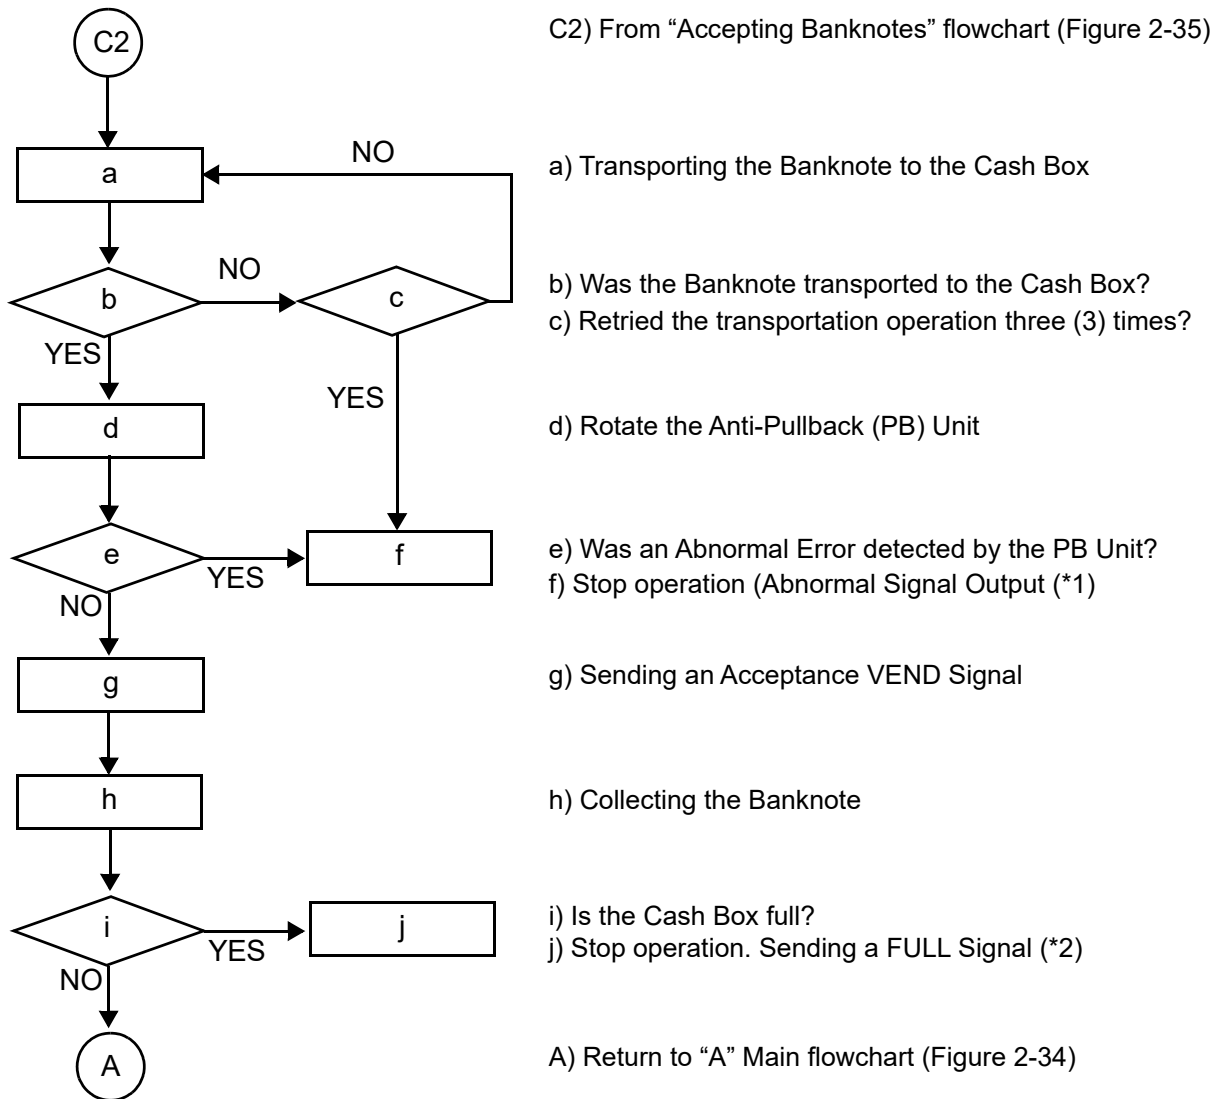 C2
C2) From “Accepting Banknotes” flowchart (Figure 2-35)
NO
a
a) Transporting the Banknote to the Cash Box
NO
b
c
b) Was the Banknote transported to the Cash Box?
c) Retried the transportation operation three (3) times?
YES
YES
d
d) Rotate the Anti-Pullback (PB) Unit
e
f
e) Was an Abnormal Error detected by the PB Unit?
YES
f) Stop operation (Abnormal Signal Output (*1)
NO
g
g) Sending an Acceptance VEND Signal
h
h) Collecting the Banknote
i
j
i) Is the Cash Box full?
YES
j) Stop operation. Sending a FULL Signal (*2)
NO
A
A) Return to “A” Main flowchart (Figure 2-34)